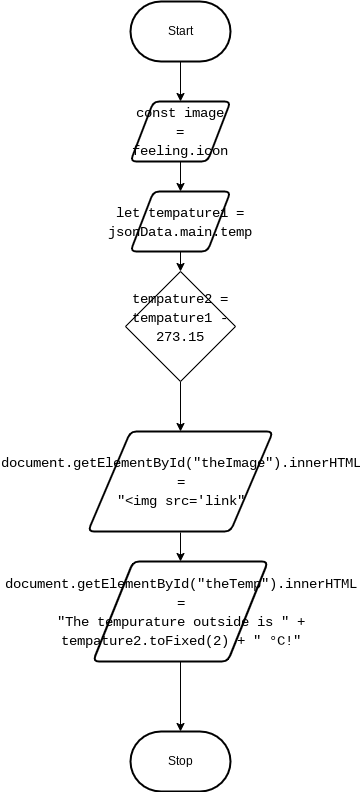 Start
const image
=
feeling.icon
let tempature1 =
jsonData.main.temp
tempature2 =
tempature1 -
273.15
document.getElementById("theImage").innerHTML
=
"<img src='link"
document.getElementById("theTemp").innerHTML
=
"The tempurature outside is " +
tempature2.toFixed(2) + " °C!"
Stop